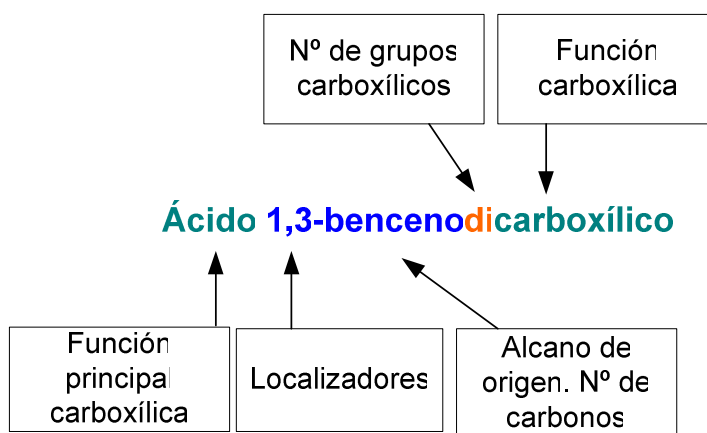 Nº de grupos
carboxílicos
Función
carboxílica
Ácido 1,3-bencenodicarboxílico
Función
principal
carboxílica
Localizadores
Alcano de
origen. Nº de
carbonos